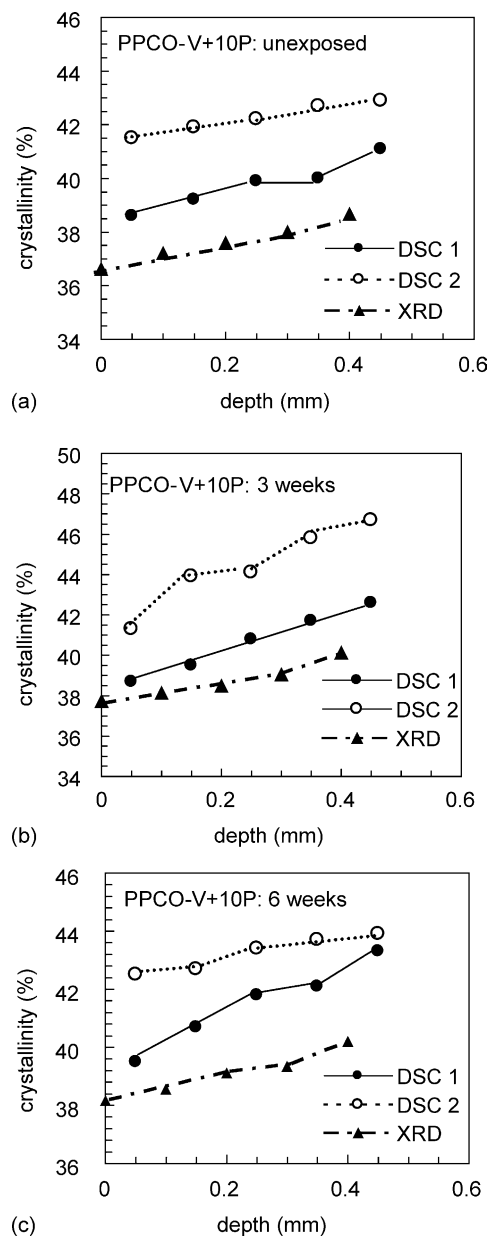 46
PPCO-V+10P: unexposed
44
42
40
38
36
34
crystallinity (%)
DSC 1
DSC 2
XRD
0
0.2
0.4
0.6
(a)
depth (mm)
50
PPCO-V+10P: 3 weeks
48
46
44
42
40
38
36
34
crystallinity (%)
DSC 1
DSC 2
XRD
0
0.2
0.4
0.6
(b)
depth (mm)
46
PPCO-V+10P: 6 weeks
44
42
40
38
36
crystallinity (%)
DSC 1
DSC 2
XRD
0
0.2
0.4
0.6
(c)
depth (mm)